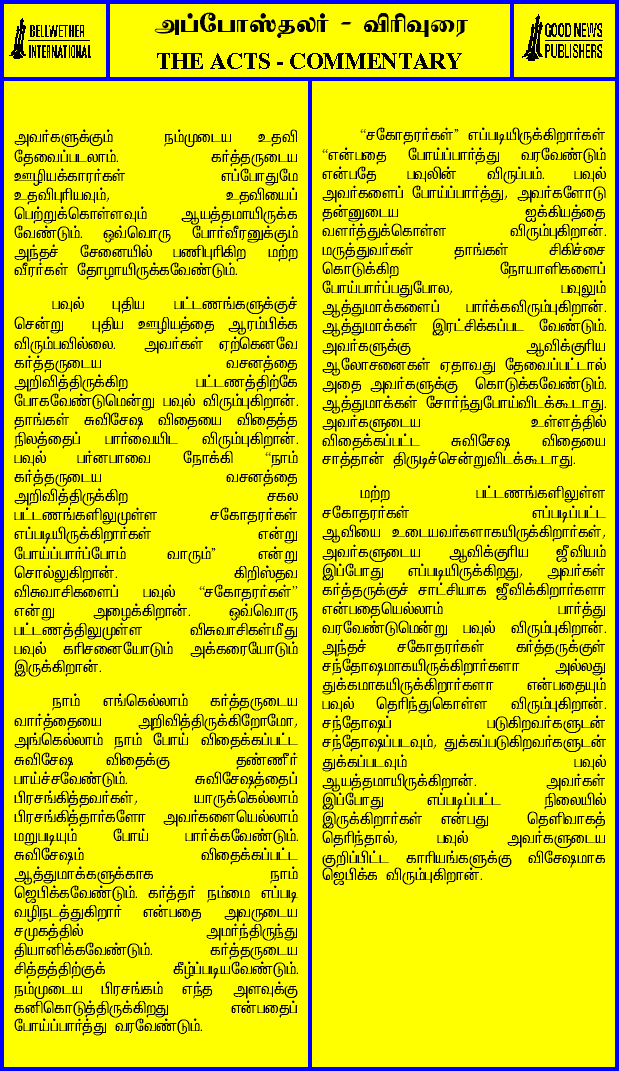 BELLWETHER
INTERNATIONAL
அப்போஸ்தலர் - விரிவுரை
THE ACTS - COMMENTARY
GOOD NEWS
PUBLISHERS
அவர்களுக்கும் நம்முடைய உதவி
தேவைப்படலாம். கர்த்தருடைய
ஊழியக்காரர்கள் எப்போதுமே
உதவிபுரியவும், உதவியைப்
பெற்றுக்கொள்ளவும் ஆயத்தமாயிருக்க
வேண்டும். ஒவ்வொரு போர்வீரனுக்கும்
அந்தச் சேனையில் பணிபுரிகிற மற்ற
வீரர்கள் தோழாயிருக்கவேண்டும்.
பவுல் புதிய பட்டணங்களுக்குச்
சென்று புதிய ஊழியத்தை ஆரம்பிக்க
விரும்பவில்லை. அவர்கள் ஏற்கெனவே
கர்த்தருடைய வசனத்தை
அறிவித்திருக்கிற பட்டணத்திற்கே
போகவேண்டுமென்று பவுல் விரும்புகிறான்.
தாங்கள் சுவிசேஷ விதையை விதைத்த
நிலத்தைப் பார்வையிட விரும்புகிறான்.
பவுல் பர்னபாவை நோக்கி “நாம்
கர்த்தருடைய வசனத்தை
அறிவித்திருக்கிற சகல
பட்டணங்களிலுமுள்ள சகோதரர்கள்
எப்படியிருக்கிறார்கள் என்று
போய்ப்பார்ப்போம் வாரும்” என்று
சொல்லுகிறான். கிறிஸ்தவ
விசுவாசிகளைப் பவுல் “சகோதரர்கள்”
என்று அழைக்கிறான். ஒவ்வொரு
பட்டணத்திலுமுள்ள விசுவாசிகள்மீது
பவுல் கரிசனையோடும் அக்கரையோடும்
இருக்கிறான்.
நாம் எங்கெல்லாம் கர்த்தருடைய
வார்த்தையை அறிவித்திருக்கிறோமோ,
அங்கெல்லாம் நாம் போய் விதைக்கப்பட்ட
சுவிசேஷ விதைக்கு தண்ணீர்
பாய்ச்சவேண்டும். சுவிசேஷத்தைப்
பிரசங்கித்தவர்கள், யாருக்கெல்லாம்
பிரசங்கித்தார்களோ அவர்களையெல்லாம்
மறுபடியும் போய் பார்க்கவேண்டும்.
சுவிசேஷம் விதைக்கப்பட்ட
ஆத்துமாக்களுக்காக நாம்
ஜெபிக்கவேண்டும். கர்த்தர் நம்மை எப்படி
வழிநடத்துகிறார் என்பதை அவருடைய
சமுகத்தில் அமர்ந்திருந்து
தியானிக்கவேண்டும். கர்த்தருடைய
சித்தத்திற்குக் கீழ்ப்படியவேண்டும்.
நம்முடைய பிரசங்கம் எந்த அளவுக்கு
கனிகொடுத்திருக்கிறது என்பதைப்
போய்ப்பார்த்து வரவேண்டும்.
“சகோதரர்கள்” எப்படியிருக்கிறார்கள்
“என்பதை போய்ப்பார்த்து வரவேண்டும்
என்பதே பவுலின் விருப்பம். பவுல்
அவர்களைப் போய்ப்பார்த்து, அவர்களோடு
தன்னுடைய ஐக்கியத்தை
வளர்த்துக்கொள்ள விரும்புகிறான்.
மருத்துவர்கள் தாங்கள் சிகிச்சை
கொடுக்கிற நோயாளிகளைப்
போய்பார்ப்பதுபோல, பவுலும்
ஆத்துமாக்களைப் பார்க்கவிரும்புகிறான்.
ஆத்துமாக்கள் இரட்சிக்கப்பட வேண்டும்.
அவர்களுக்கு ஆவிக்குரிய
ஆலோசனைகள் ஏதாவது தேவைப்பட்டால்
அதை அவர்களுக்கு கொடுக்கவேண்டும்.
ஆத்துமாக்கள் சோர்ந்துபோய்விடக்கூடாது.
அவர்களுடைய உள்ளத்தில்
விதைக்கப்பட்ட சுவிசேஷ விதையை
சாத்தான் திருடிச்சென்றுவிடக்கூடாது.
மற்ற பட்டணங்களிலுள்ள
சகோதரர்கள் எப்படிப்பட்ட
ஆவியை உடையவர்களாகயிருக்கிறார்கள்,
அவர்களுடைய ஆவிக்குரிய ஜீவியம்
இப்போது எப்படியிருக்கிறது, அவர்கள்
கர்த்தருக்குச் சாட்சியாக ஜீவிக்கிறார்களா
என்பதையெல்லாம் பார்த்து
வரவேண்டுமென்று பவுல் விரும்புகிறான்.
அந்தச் சகோதரர்கள் கர்த்தருக்குள்
சந்தோஷமாகயிருக்கிறார்களா அல்லது
துக்கமாகயிருக்கிறார்களா என்பதையும்
பவுல் தெரிந்துகொள்ள விரும்புகிறான்.
சந்தோஷப் படுகிறவர்களுடன்
சந்தோஷப்படவும், துக்கப்படுகிறவர்களுடன்
துக்கப்படவும் பவுல்
ஆயத்தமாயிருக்கிறான். அவர்கள்
இப்போது எப்படிப்பட்ட நிலையில்
இருக்கிறார்கள் என்பது தெளிவாகத்
தெரிந்தால், பவுல் அவர்களுடைய
குறிப்பிட்ட காரியங்களுக்கு விசேஷமாக
ஜெபிக்க விரும்புகிறான்.